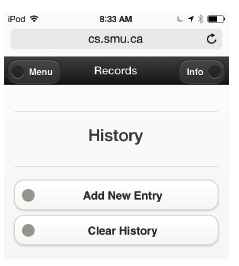 iPod 8:33 AM
cs.smu.ca
Menu Records Info
History
Add New Entry
Clear History